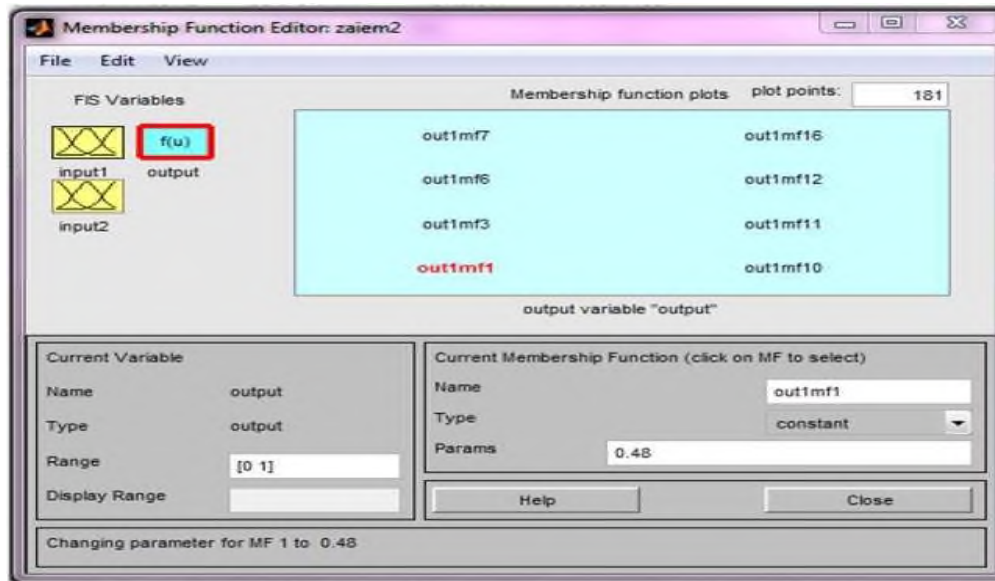 Membership Function Editor: zaiem2
File Edit View
FIS Variables
Membership function plots plot points: 181
f(u)
input1 output
input2
out1mf7 out1mf16
out1mf6 out1mf12
out1mf3 out1mf11
out1mf1 out1mf10
output variable "output"
Current Variable
Name output
Type output
Range [0 1]
Display Range
Current Membership Function (click on MF to select)
Name out1mf1
Type constant
Params 0.48
Help Close
Changing parameter for MF 1 to 0.48